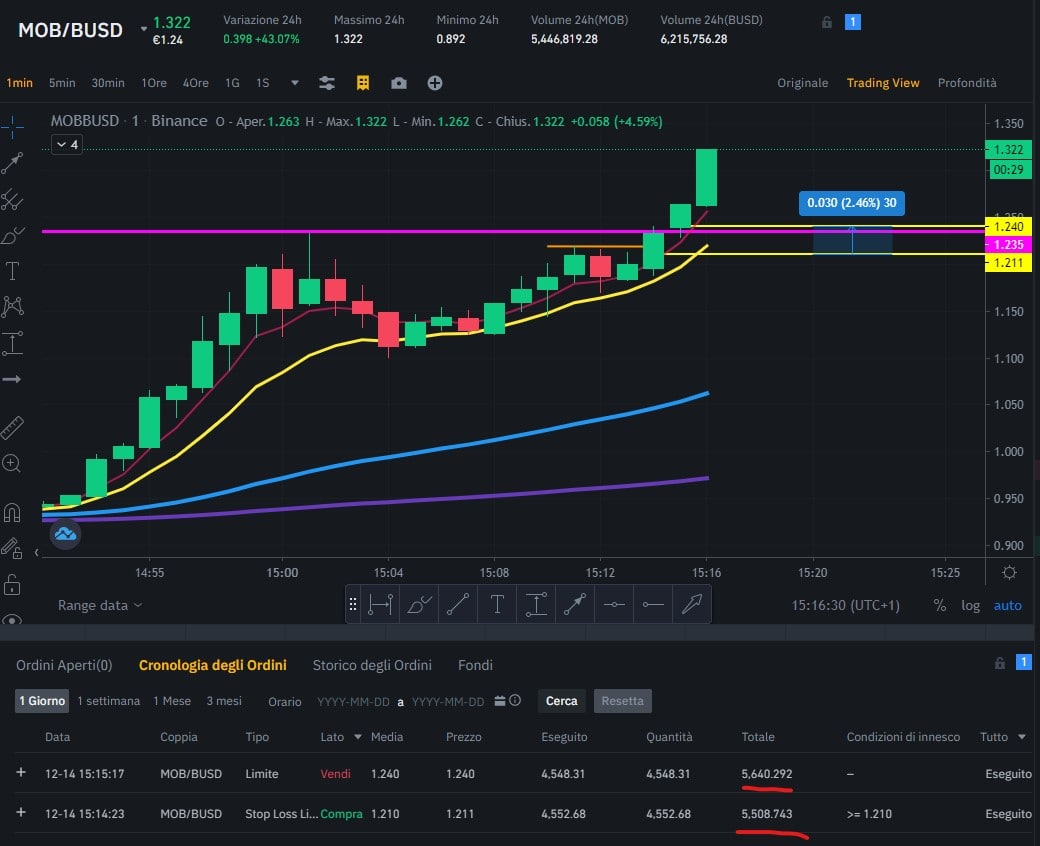 MOB/BUSD 1.322 Variazione 24h Massimo 24h Minimo 24h Volume 24h(MOB) Volume 24h(BUSD) 1
€1.24 0.398 +43.07% 1.322 0.892 5,446,819.28 6,215,756.28
1min 5min 30min 1Ore 4Ore 1G 1S Originale Trading View Profondità
MOBBUSD · 1 · Binance O - Aper.1.263 H - Max.1.322 L - Min.1.262 C - Chius.1.322 +0.058 (+4.59%)
4
1.350
1.322
00:29
0.030 (2.46%) 30
1.250
1.240
1.235
1.211
1.150
1.100
1.050
1.000
0.950
0.900
14:55 15:00 15:04 15:08 15:12 15:16 15:20 15:25
Range data T 15:16:30 (UTC+1) % log auto
Ordini Aperti(0) Cronologia degli Ordini Storico degli Ordini Fondi 1
1 Giorno 1 settimana 1 Mese 3 mesi Orario YYYY-MM-DD a YYYY-MM-DD Cerca Resetta
Data Coppia Tipo Lato Media Prezzo Eseguito Quantità Totale Condizioni di innesco Tutto
+ 12-14 15:15:17 MOB/BUSD Limite Vendi 1.240 1.240 4,548.31 4,548.31 5,640.292 – Eseguito
+ 12-14 15:14:23 MOB/BUSD Stop Loss Li... Compra 1.210 1.211 4,552.68 4,552.68 5,508.743 >= 1.210 Eseguito